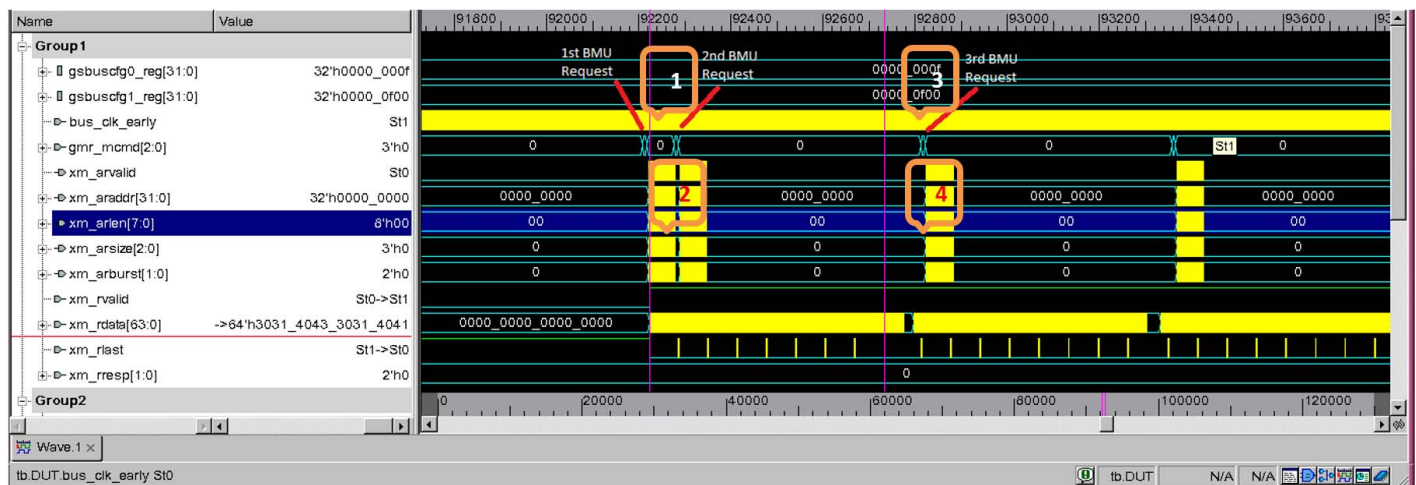 Name Value 91800 92000 92200 92400 92600 92800 93000 93200 93400 93600
Group1
1st BMU Request
2nd BMU Request
3rd BMU Request
1
3
gsbuscfg0_reg[31:0] 32'h0000_000f 0000_000f
gsbuscfg1_reg[31:0] 32'h0000_0f00 0000_0f00
bus_clk_early St1
gmr_mcmd[2:0] 3'h0 0 0 0 0 St1 0
xm_arvalid St0
2
4
xm_araddr[31:0] 32'h0000_0000 0000_0000 0000_0000 0000_0000 0000_0000
xm_arlen[7:0] 8'h00 00 00 00 00
xm_arsize[2:0] 3'h0 0 0 0 0
xm_arburst[1:0] 2'h0 0 0 0 0
xm_rvalid St0->St1
xm_rdata[63:0] ->64'h3031_4043_3031_4041 0000_0000_0000_0000
xm_rlast St1->St0
xm_rresp[1:0] 2'h0 0
Group2 0 20000 40000 60000 80000 100000 120000
Wave.1
tb.DUT.bus_clk_early St0 tb.DUT N/A N/A